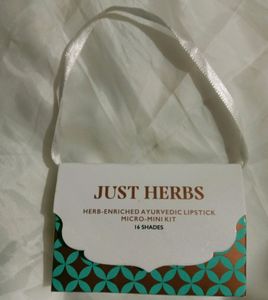 JUST HERBS
HERB-ENRICHED AYURVEDIC LIPSTICK
MICRO-MINI KIT
16 SHADES